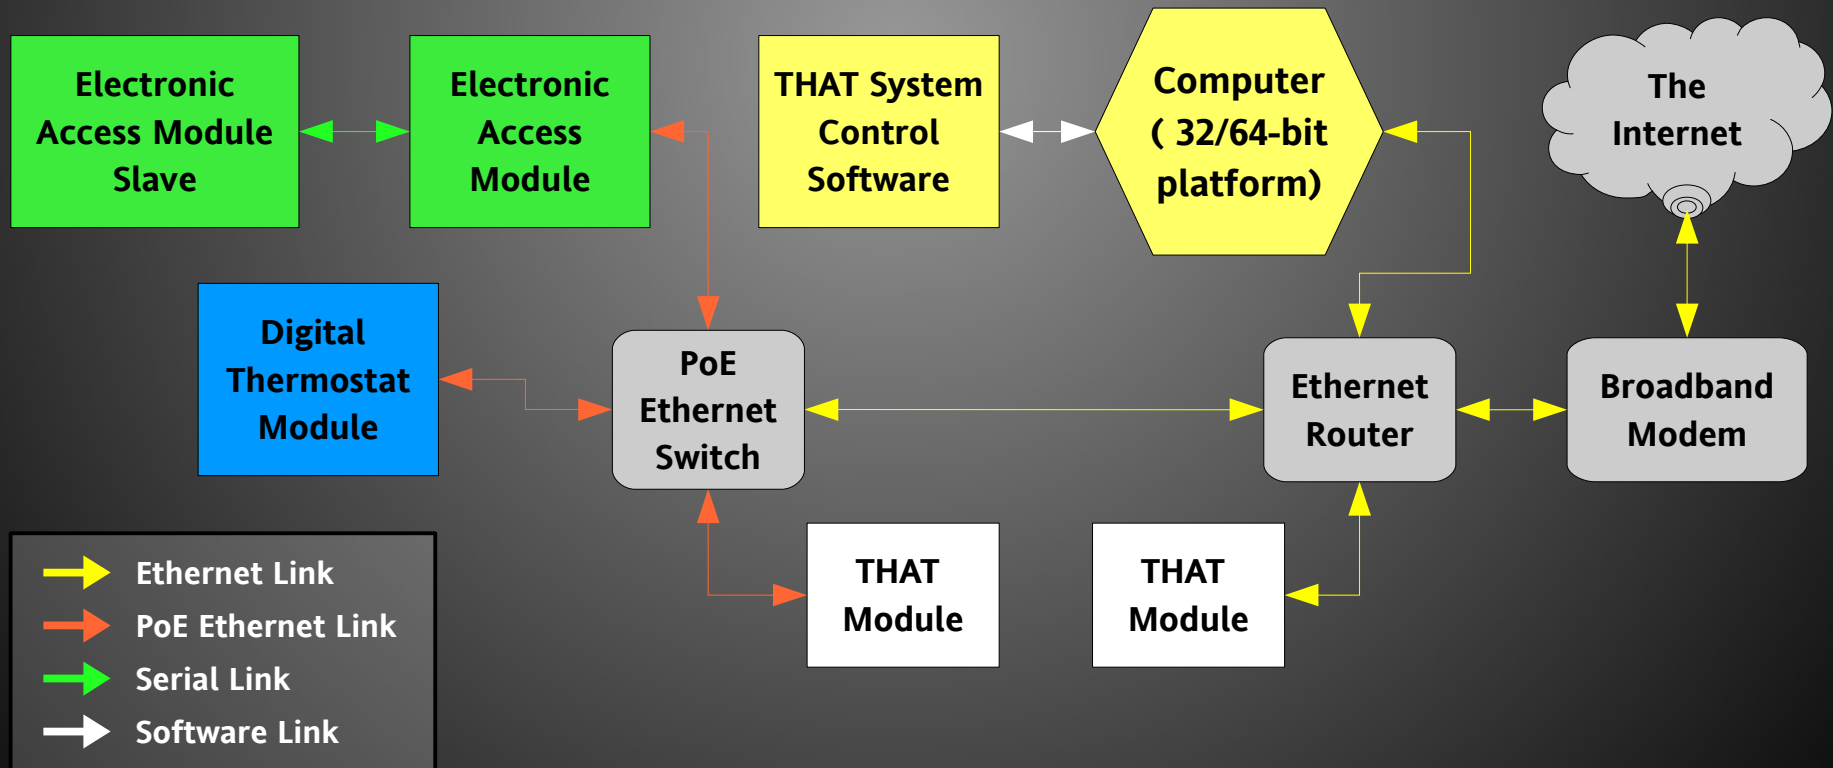 Electronic
Access Module
Slave
Electronic
Access
Module
THAT System
Control
Software
Computer
( 32/64-bit
platform)
The
Internet
Digital
Thermostat
Module
PoE
Ethernet
Switch
Ethernet
Router
Broadband
Modem
THAT
Module
THAT
Module
Ethernet Link
PoE Ethernet Link
Serial Link
Software Link